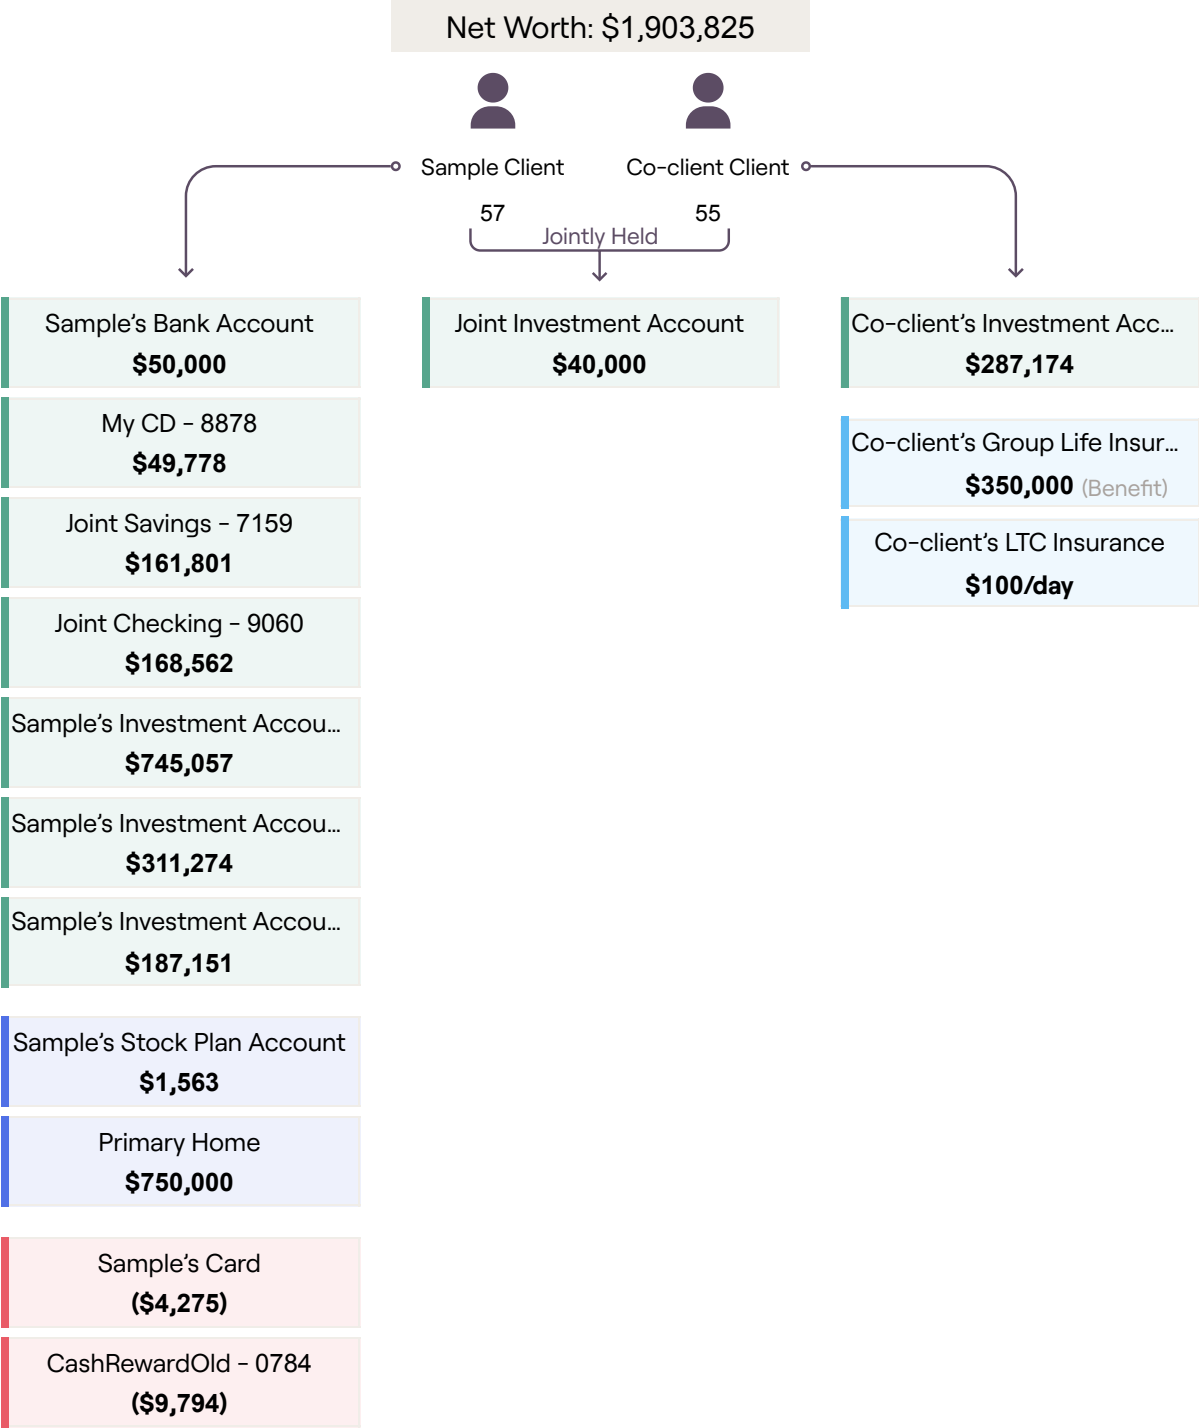 Net Worth: $1,903,825
Sample Client
Co-client Client
57
55
Jointly Held
Sample’s Bank Account
$50,000
My CD - 8878
$49,778
Joint Savings - 7159
$161,801
Joint Checking - 9060
$168,562
Sample’s Investment Accou...
$745,057
Sample’s Investment Accou...
$311,274
Sample’s Investment Accou...
$187,151
Sample’s Stock Plan Account
$1,563
Primary Home
$750,000
Sample’s Card
($4,275)
CashRewardOld - 0784
($9,794)
Joint Investment Account
$40,000
Co-client’s Investment Acc...
$287,174
Co-client’s Group Life Insur...
$350,000 (Benefit)
Co-client’s LTC Insurance
$100/day